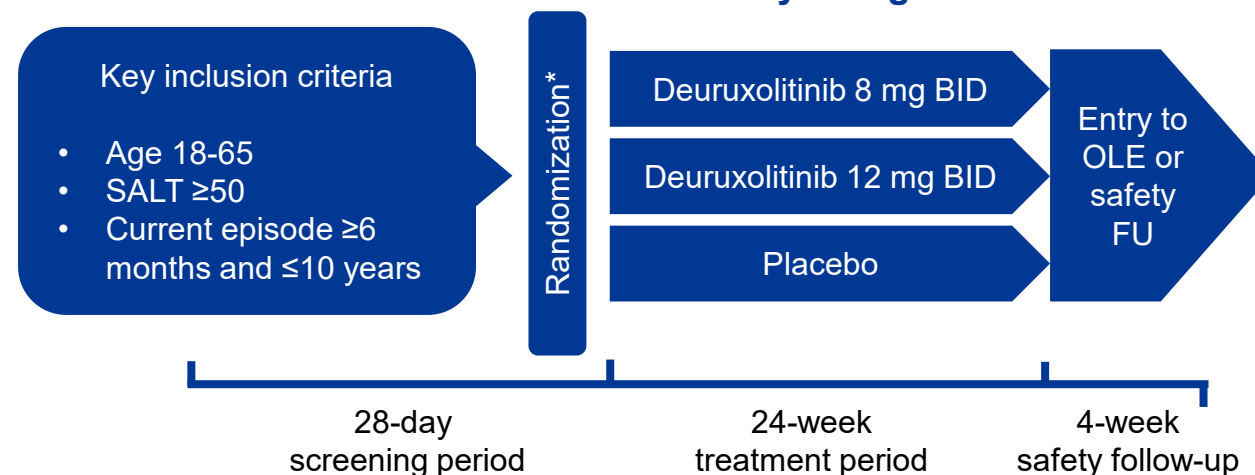 Key inclusion criteria
• Age 18-65
• SALT ≥50
• Current episode ≥6
months and ≤10 years
Randomization*
Deuruxolitinib 8 mg BID
Deuruxolitinib 12 mg BID
Placebo
Entry to
OLE or
safety
FU
28-day
screening period
24-week
treatment period
4-week
safety follow-up